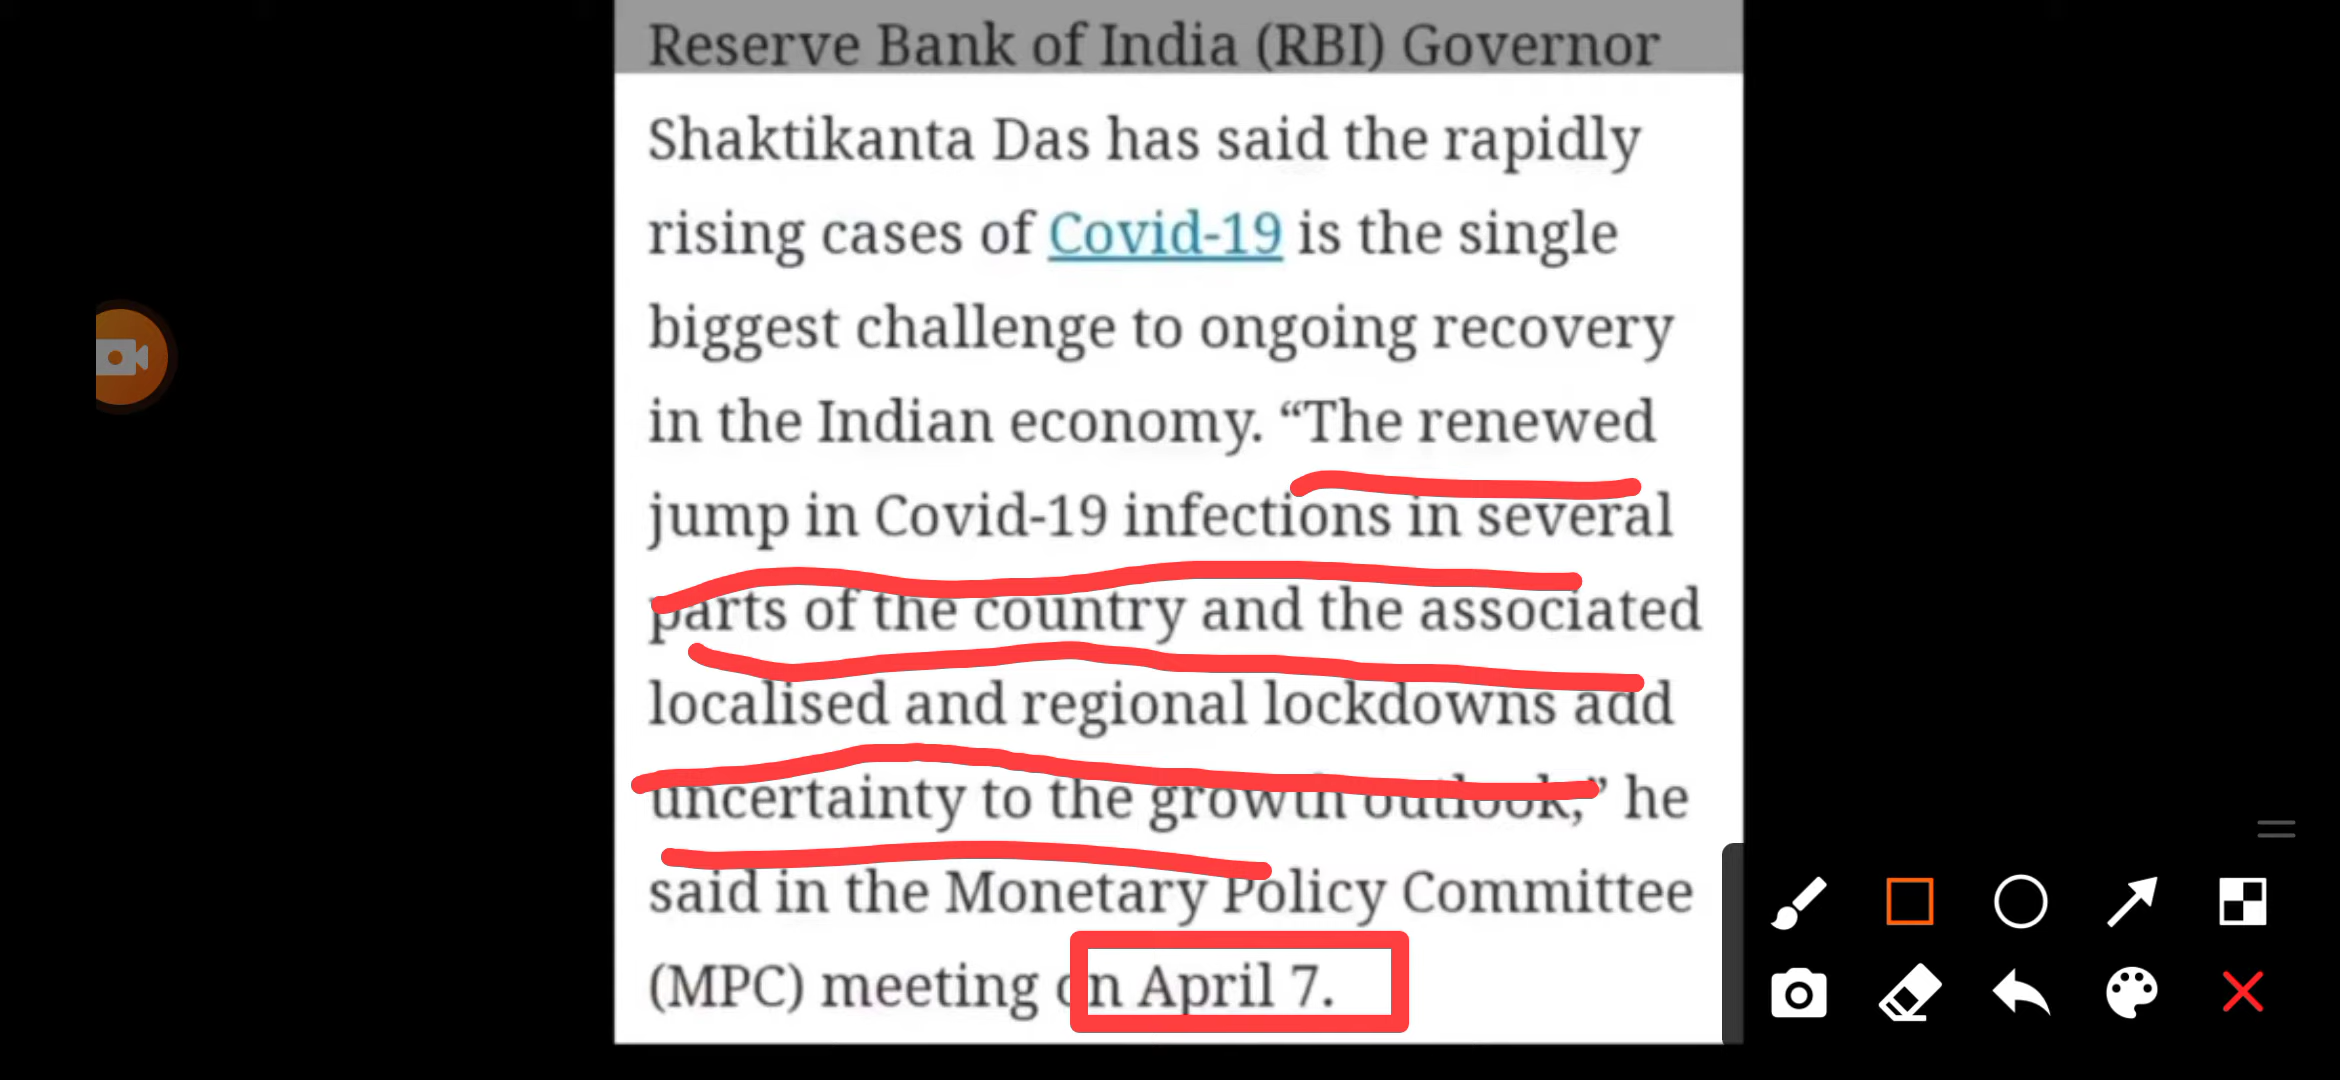 Reserve Bank of India (RBI) Governor
Shaktikanta Das has said the rapidly
rising cases of Covid-19 is the single
biggest challenge to ongoing recovery
in the Indian economy. “The renewed
jump in Covid-19 infections in several
parts of the country and the associated
localised and regional lockdowns add
uncertainty to the growth outlook,” he
said in the Monetary Policy Committee
(MPC) meeting on April 7.